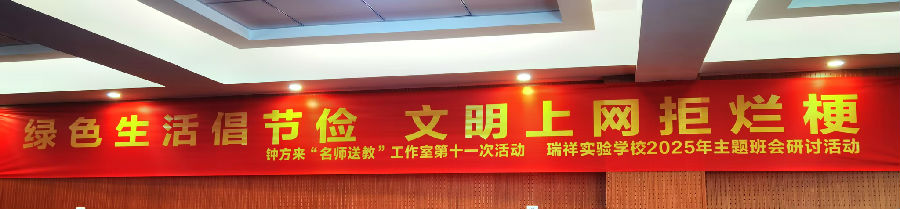 绿色生活倡节俭 文明上网拒烂梗
钟方来“名师送教”工作室第十一次活动 瑞祥实验学校2025年主题班会研讨活动